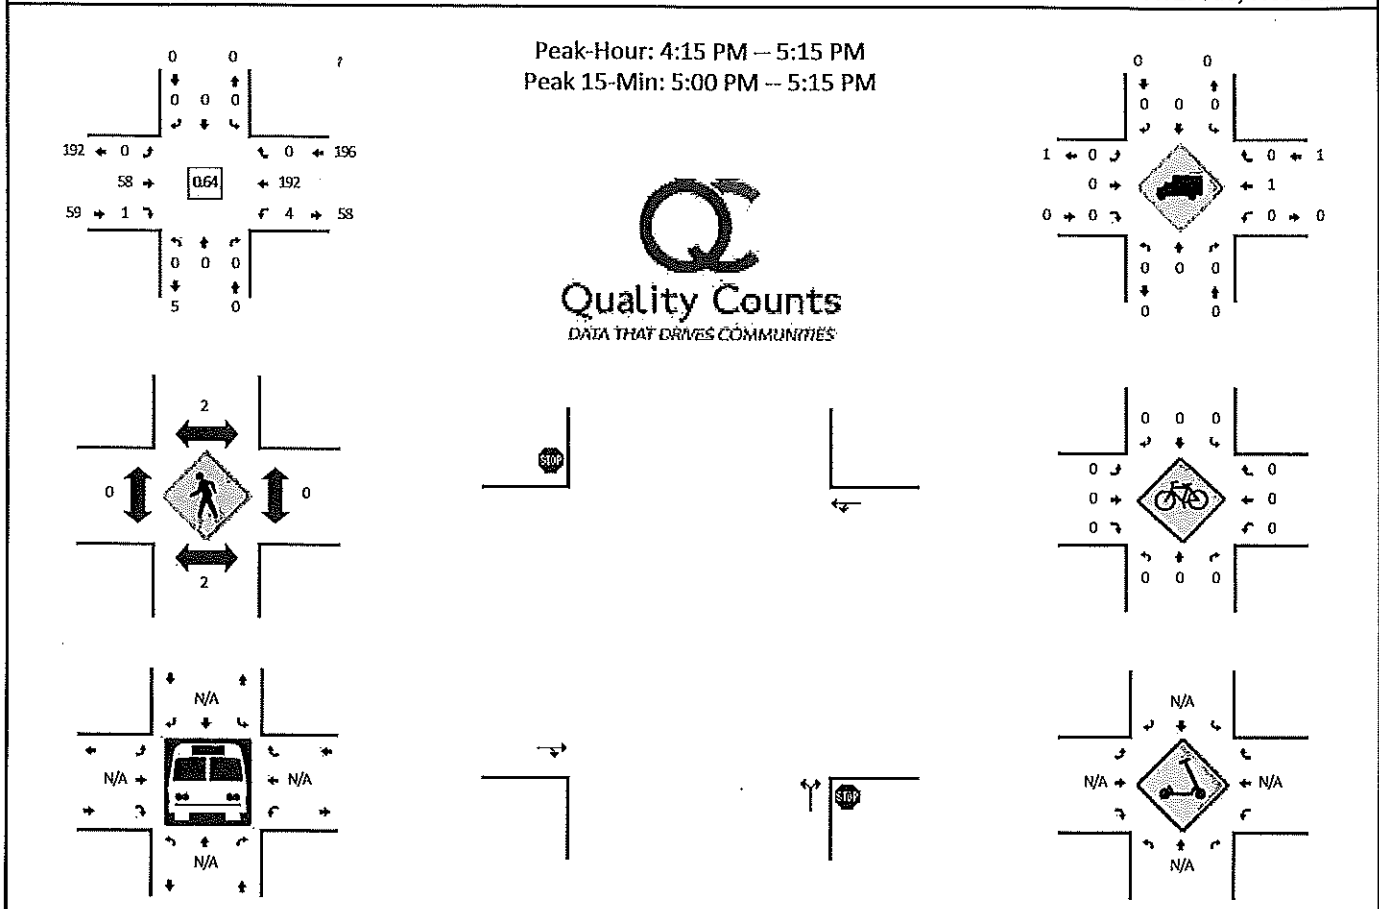 Peak-Hour: 4:15 PM -- 5:15 PM
Peak 15-Min: 5:00 PM -- 5:15 PM
0 0
0 0 0
192 0 0 196
58 0.64 192
59 1 4 58
0 0 0
5 0
Quality Counts
DATA THAT DRIVES COMMUNITIES
0 0
0 0 0
1 0 0 1
0 1
0 0 0 0
0 0 0
0 0
2
0 0
2
STOP
STOP
0 0 0
0 0
0 0
0 0
0 0 0
N/A
N/A N/A
N/A
N/A
N/A N/A
N/A